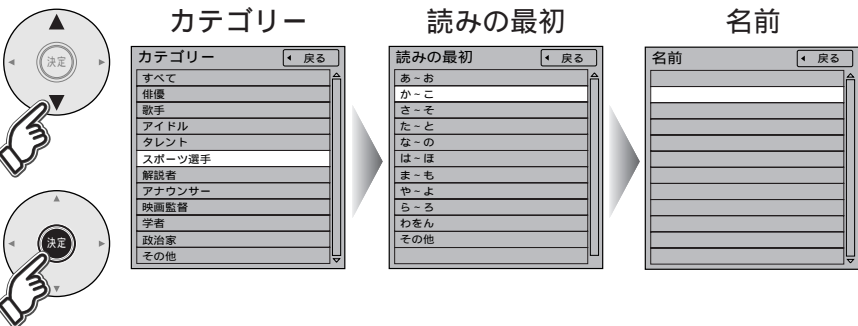 カテゴリー
読みの最初
名前
決定
決定
カテゴリー
戻る
すべて
俳優
歌手
アイドル
タレント
スポーツ選手
解説者
アナウンサー
映画監督
学者
政治家
その他
読みの最初
戻る
あ~お
か~こ
さ~そ
た~と
な~の
は~ほ
ま~も
や~よ
ら~ろ
わをん
その他
名前
戻る